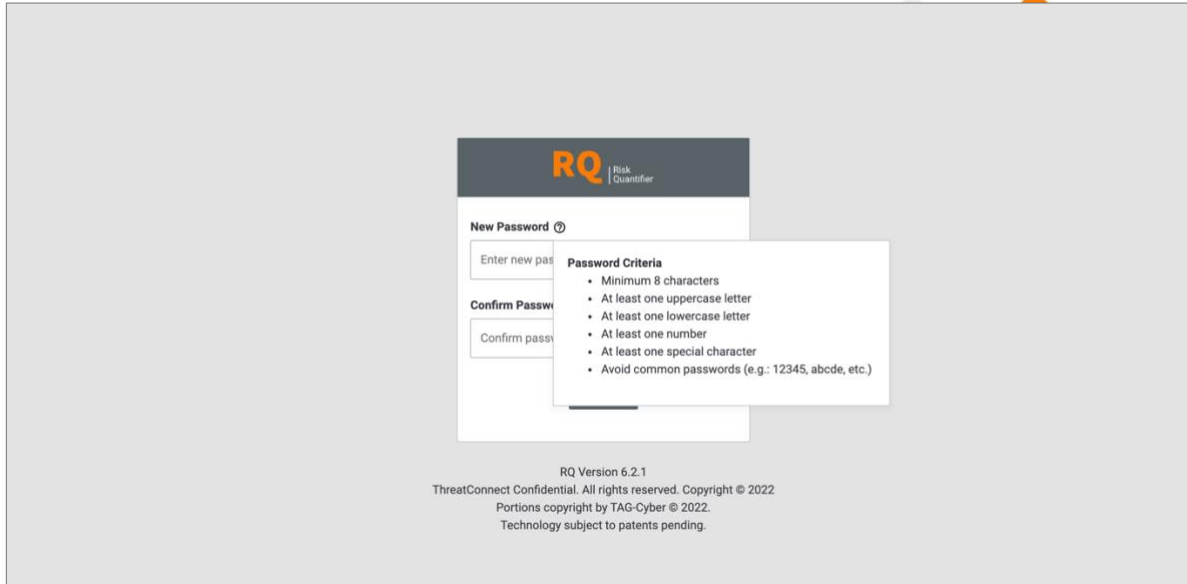 RQ | Risk
Quantifier
New Password
Enter new pas
Password Criteria
• Minimum 8 characters
• At least one uppercase letter
• At least one lowercase letter
• At least one number
• At least one special character
• Avoid common passwords (e.g.: 12345, abcde, etc.)
Confirm Passw
Confirm pass
RQ Version 6.2.1
ThreatConnect Confidential. All rights reserved. Copyright © 2022
Portions copyright by TAG-Cyber © 2022.
Technology subject to patents pending.